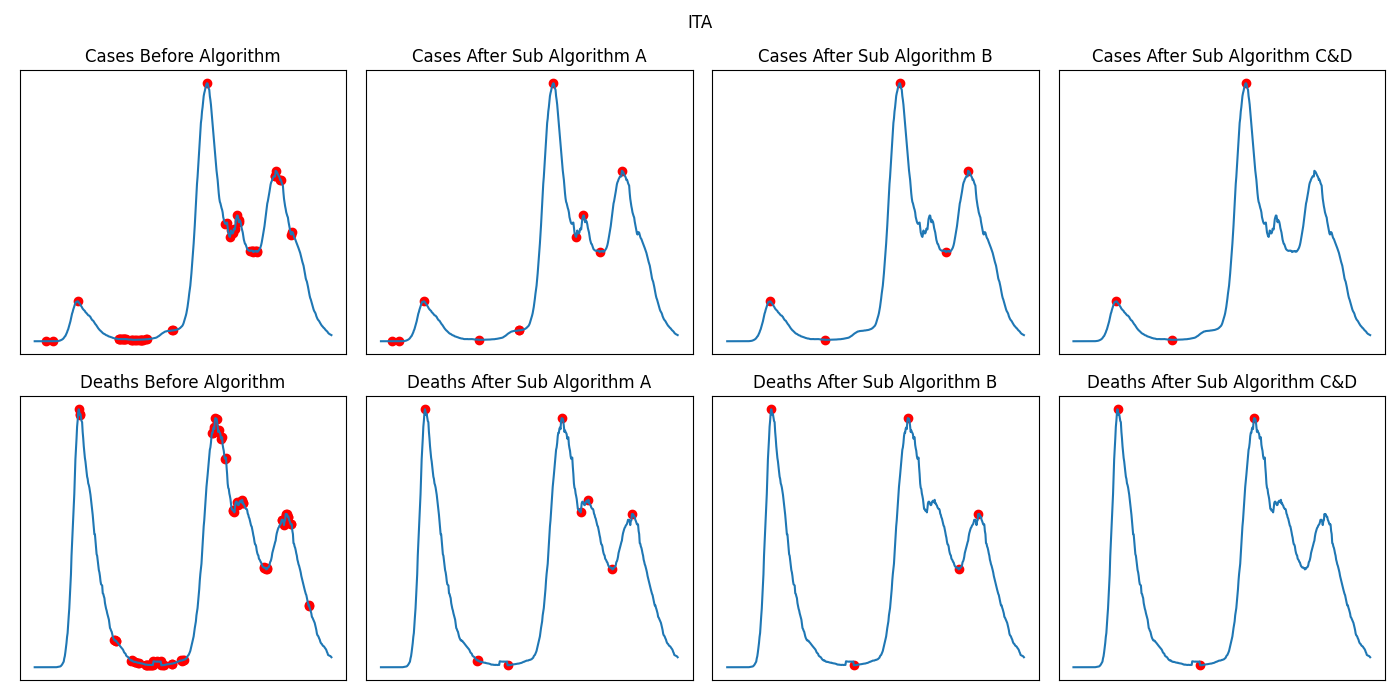 ITA
Cases Before Algorithm
Cases After Sub Algorithm A
Cases After Sub Algorithm B
Cases After Sub Algorithm C&D
Deaths Before Algorithm
Deaths After Sub Algorithm A
Deaths After Sub Algorithm B
Deaths After Sub Algorithm C&D